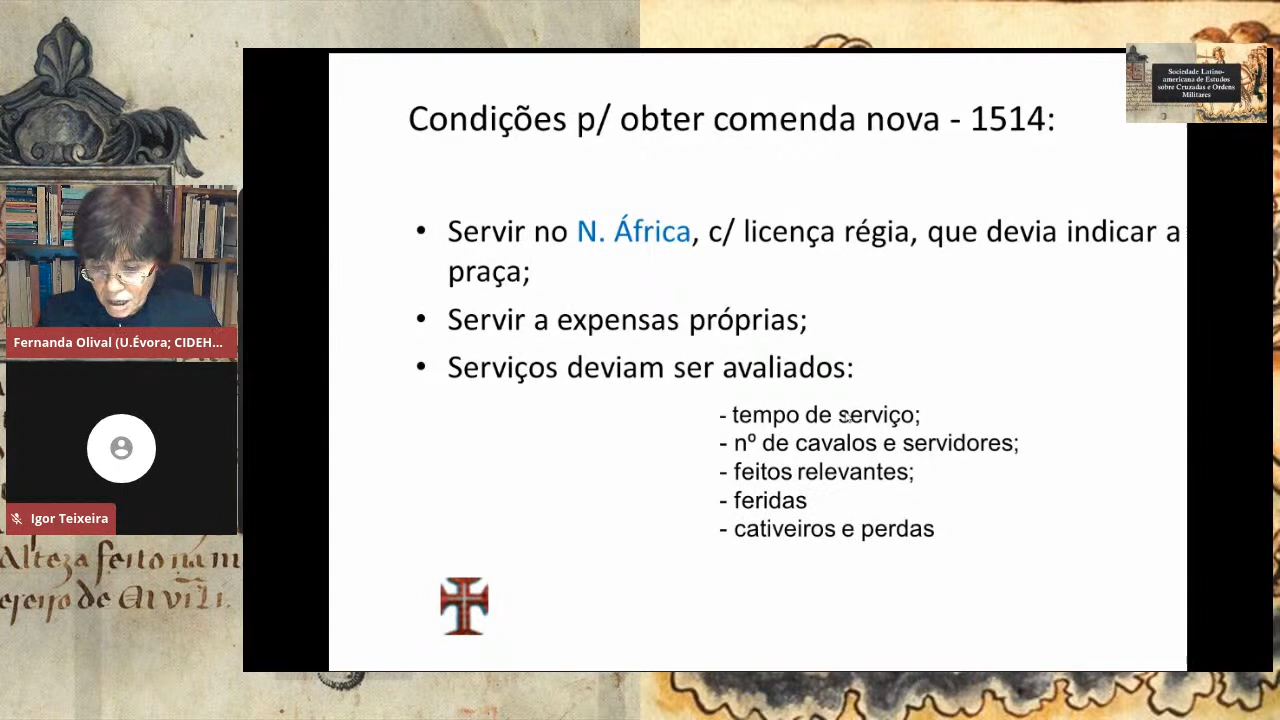 Condições p/ obter comenda nova - 1514:
• Servir no N. África, c/ licença régia, que devia indicar a
praça;
• Servir a expensas próprias;
• Serviços deviam ser avaliados:
- tempo de serviço;
- nº de cavalos e servidores;
- feitos relevantes;
- feridas
- cativeiros e perdas
Sociedade Latino-
americana de Estudos
sobre Cruzadas e Ordens
Militares
Fernanda Olival (U.Évora; CIDEH...
Igor Teixeira